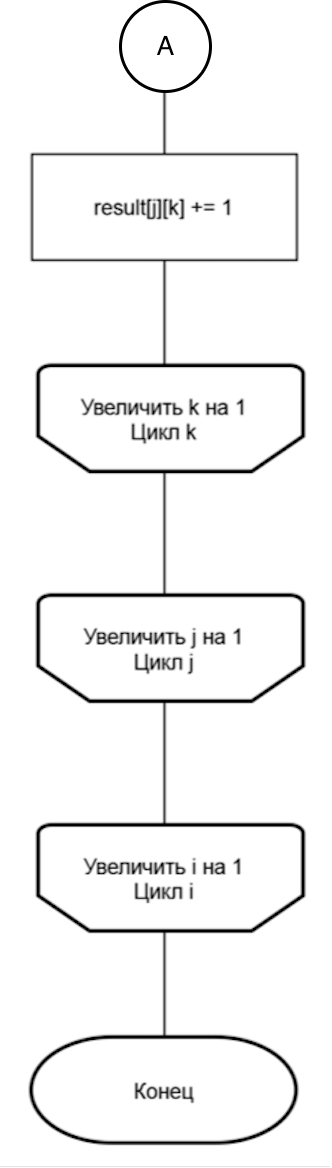 A
result[j][k] += 1
Увеличить k на 1
Цикл k
Увеличить j на 1
Цикл j
Увеличить i на 1
Цикл i
Конец